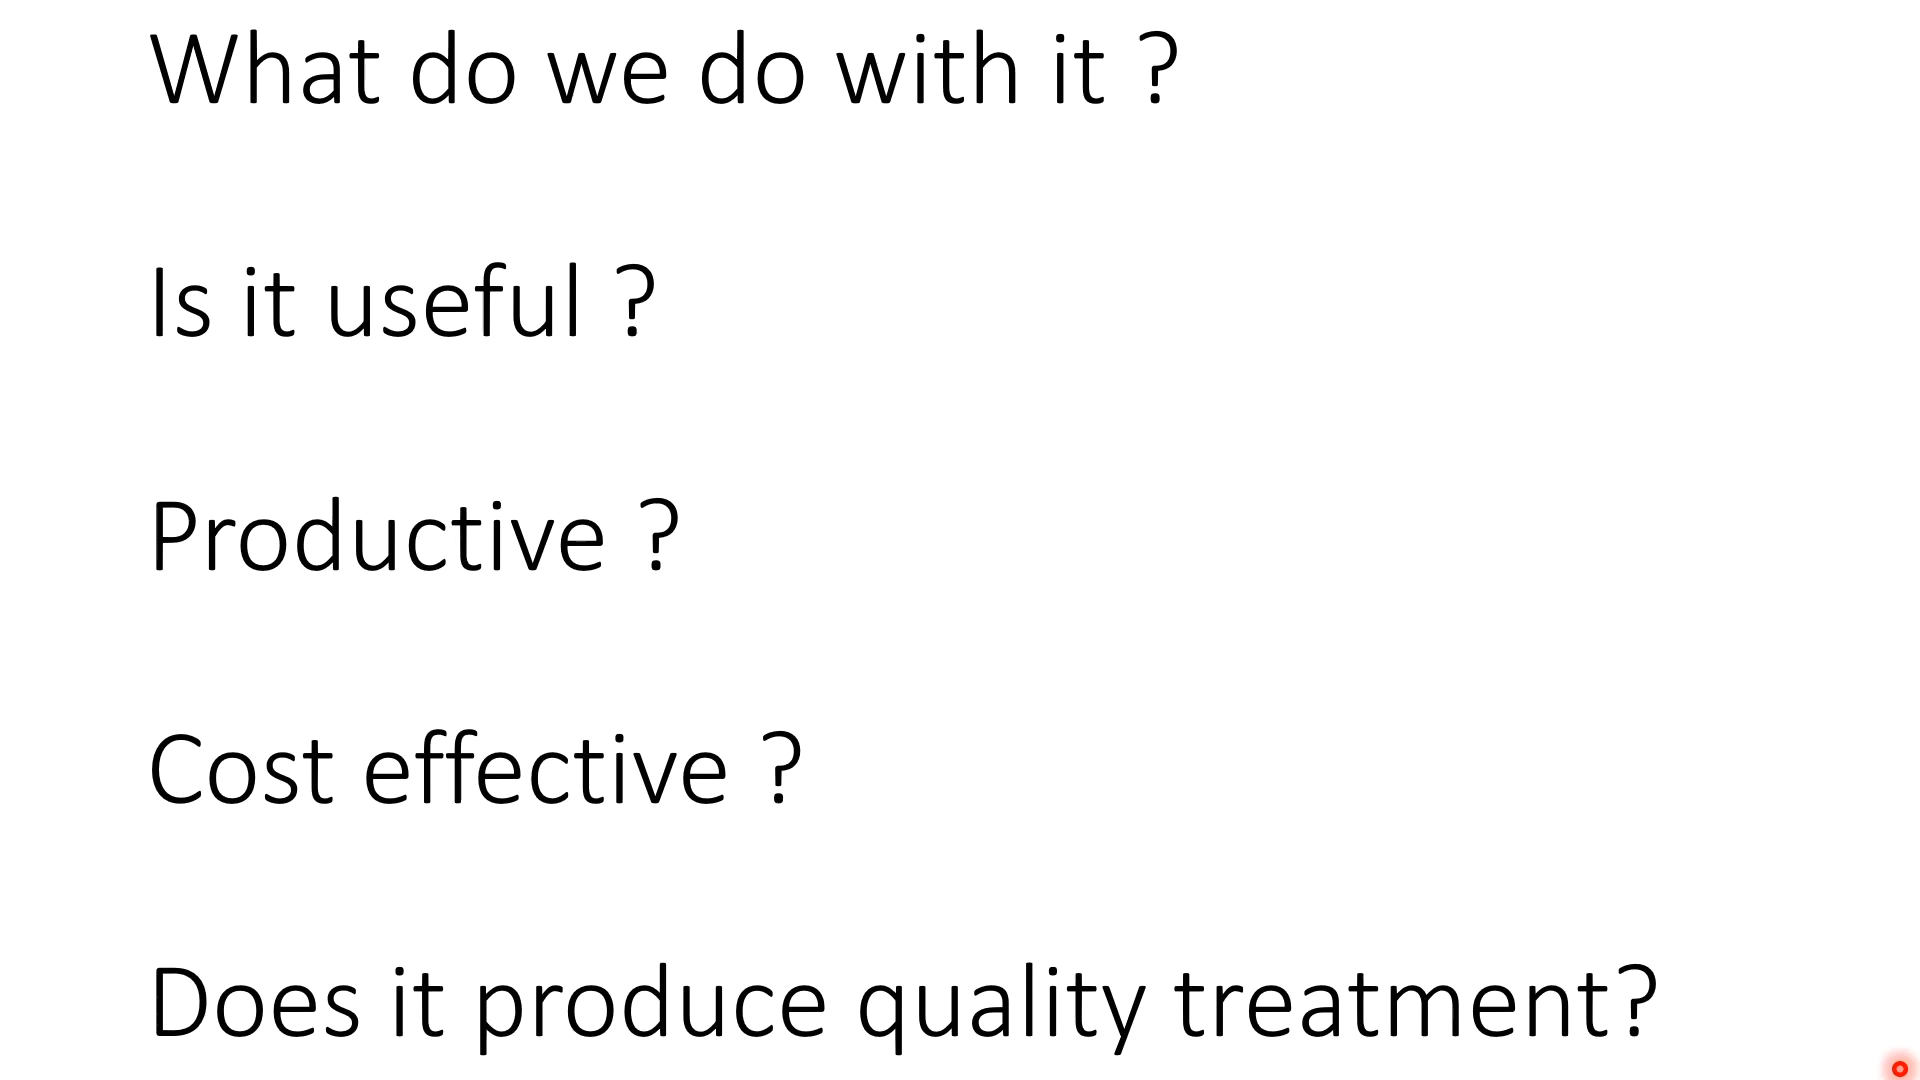 What do we do with it ?
Is it useful ?
Productive ?
Cost effective ?
Does it produce quality treatment?